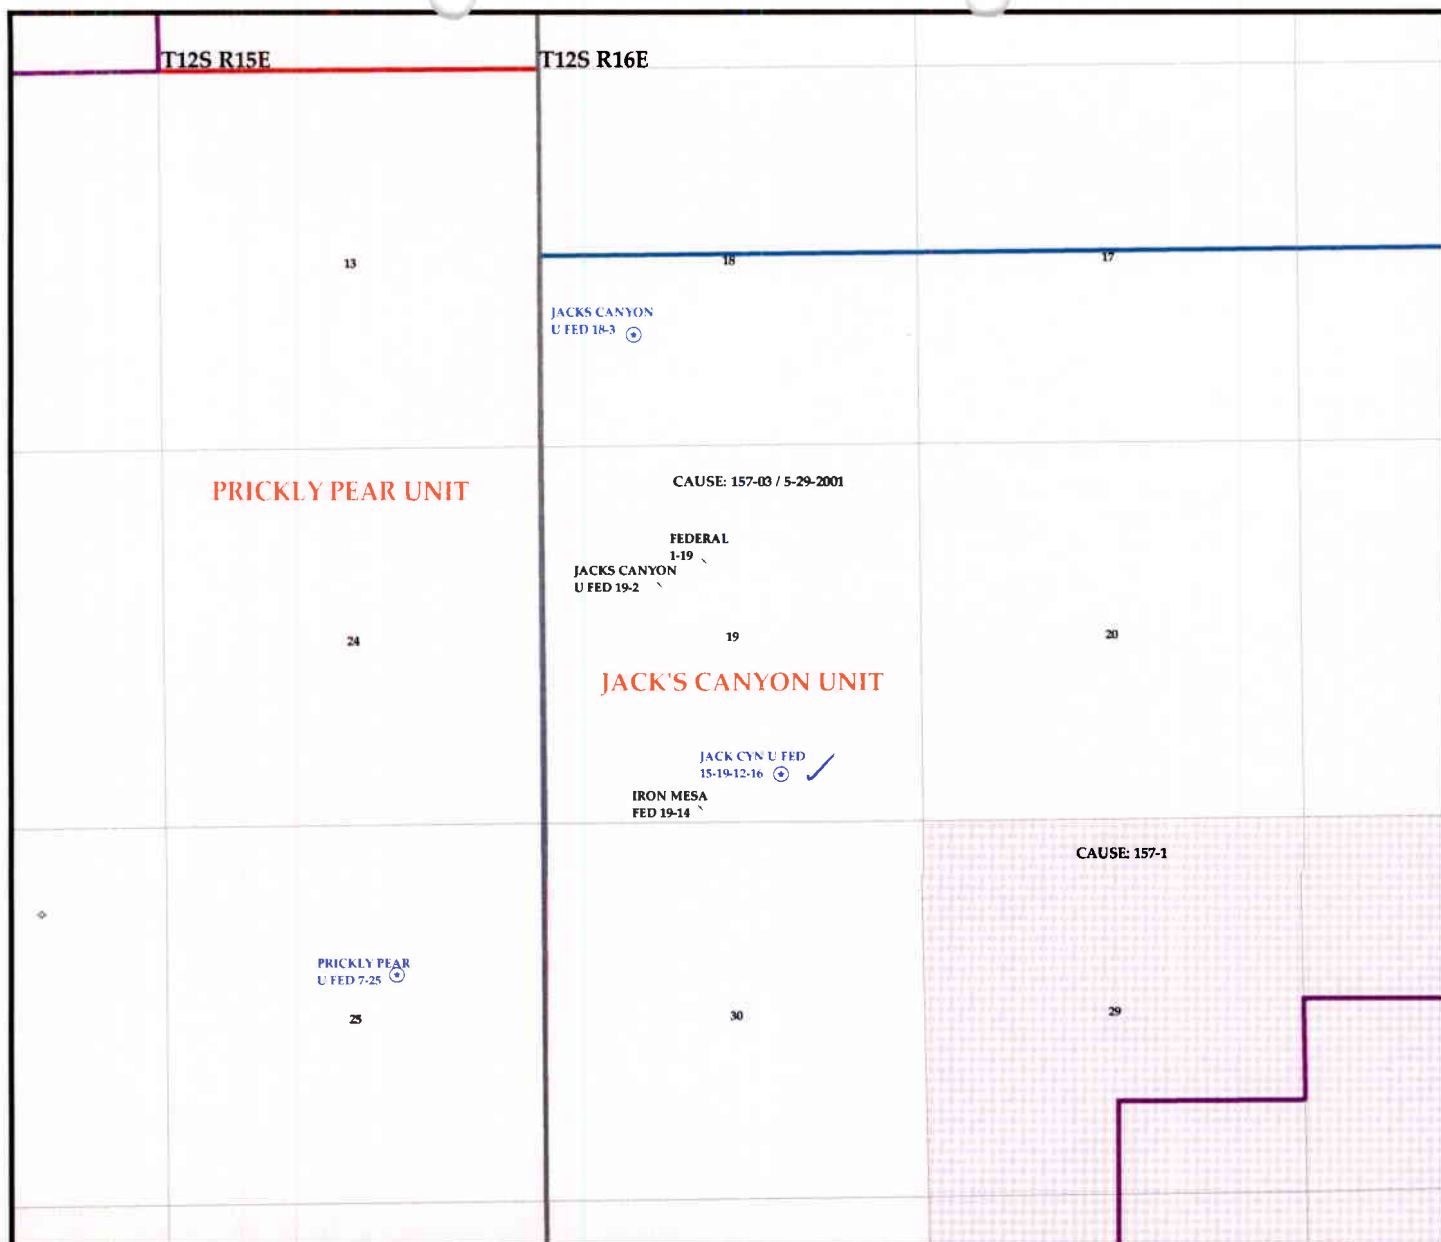 T12S R15E
T12S R16E
13
18
17
JACKS CANYON
U FED 18-3
PRICKLY PEAR UNIT
CAUSE: 157-03 / 5-29-2001
FEDERAL
1-19
JACKS CANYON
U FED 19-2
24
19
20
JACK'S CANYON UNIT
JACK CYN U FED
15-19-12-16
IRON MESA
FED 19-14
CAUSE: 157-1
PRICKLY PEAR
U FED 7-25
25
30
29